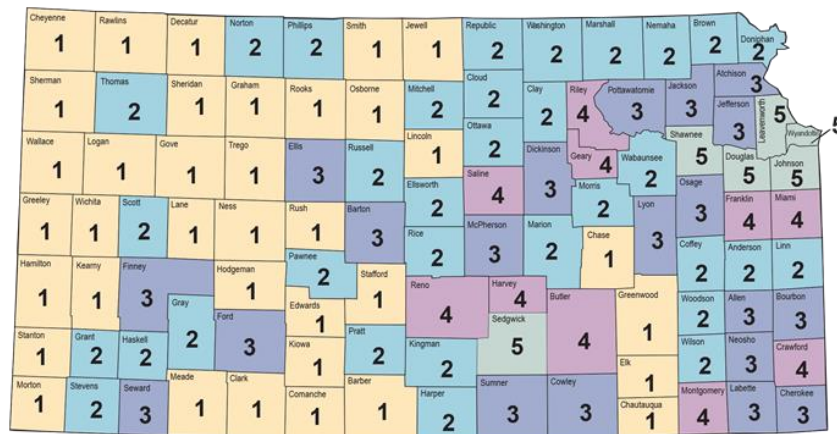 Cheyenne
1
Rawlins
1
Decatur
1
Norton
2
Phillips
2
Smith
1
Jewell
1
Republic
2
Washington
2
Marshall
2
Nemaha
2
Brown
2
Doniphan
2
Sherman
1
Thomas
2
Sheridan
1
Graham
1
Rooks
1
Osborne
1
Mitchell
2
Cloud
2
Clay
2
Riley
4
Pottawatomie
3
Jackson
3
Atchison
3
Jefferson
3
Leavenworth
5
Wyandotte
5
Wallace
1
Logan
1
Gove
1
Trego
1
Ellis
3
Russell
2
Lincoln
1
Ottawa
2
Saline
4
Dickinson
3
Geary
4
Wabaunsee
2
Shawnee
5
Douglas
5
Johnson
5
Greeley
1
Wichita
1
Scott
2
Lane
1
Ness
1
Rush
1
Barton
3
Ellsworth
2
Rice
2
McPherson
3
Marion
2
Morris
2
Chase
1
Lyon
3
Osage
3
Franklin
4
Miami
4
Hamilton
1
Kearny
1
Finney
3
Hodgeman
1
Pawnee
2
Stafford
1
Reno
4
Harvey
4
Butler
4
Greenwood
1
Coffey
2
Anderson
2
Linn
2
Stanton
1
Grant
2
Haskell
2
Gray
2
Ford
3
Edwards
1
Kiowa
1
Pratt
2
Kingman
2
Sedgwick
5
Elk
1
Woodson
2
Allen
3
Bourbon
3
Wilson
2
Neosho
3
Crawford
4
Morton
1
Stevens
2
Seward
3
Meade
1
Clark
1
Comanche
1
Barber
1
Harper
2
Sumner
3
Cowley
3
Chautauqua
1
Montgomery
4
Labette
3
Cherokee
3